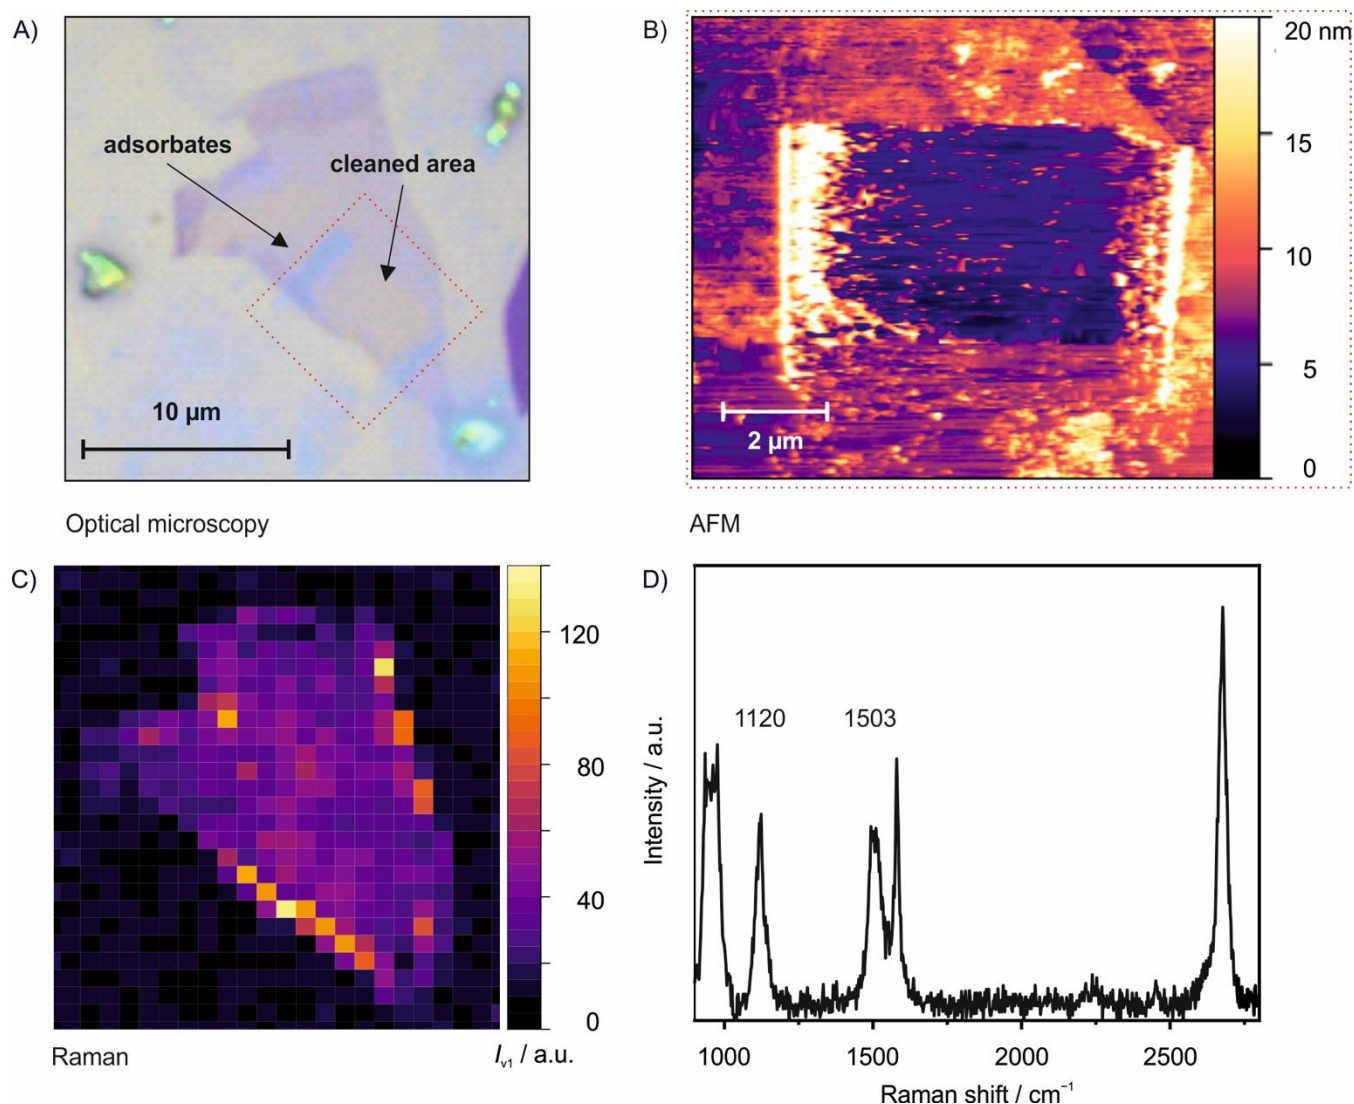 A)
adsorbates
cleaned area
10 µm
Optical microscopy
B)
20 nm
15
10
5
0
2 µm
AFM
C)
120
80
40
0
Raman
Iv1 / a.u.
D)
1120
1503
Intensity / a.u.
1000
1500
2000
2500
Raman shift / cm⁻¹